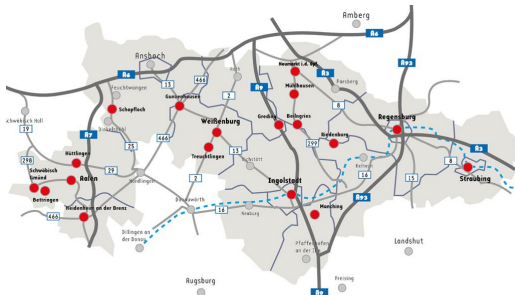 Amberg
A6
A93
Ansbach
A6
466
Roth
Neumarkt i.d. Opf.
A3
Parsberg
Feuchtwangen
13
Gunzenhausen
2
A9
Mühlhausen
8
Regensburg
Schopfloch
Schwäbisch Hall
Dinkelsbühl
Weißenburg
Greding
Beilngries
19
A7
25
466
Treuchtlingen
299
Riedenburg
A3
298
Hüttlingen
13
Eichstätt
Kelheim
8
Schwäbisch Gmünd
29
Nördlingen
2
16
15
Straubing
Aalen
Ingolstadt
Bettringen
Donauwörth
16
Neuburg
A93
Manching
466
Heidenheim an der Brenz
Dillingen
an der Donau
Pfaffenhofen
an der Ilm
Landshut
Augsburg
Freising
A9